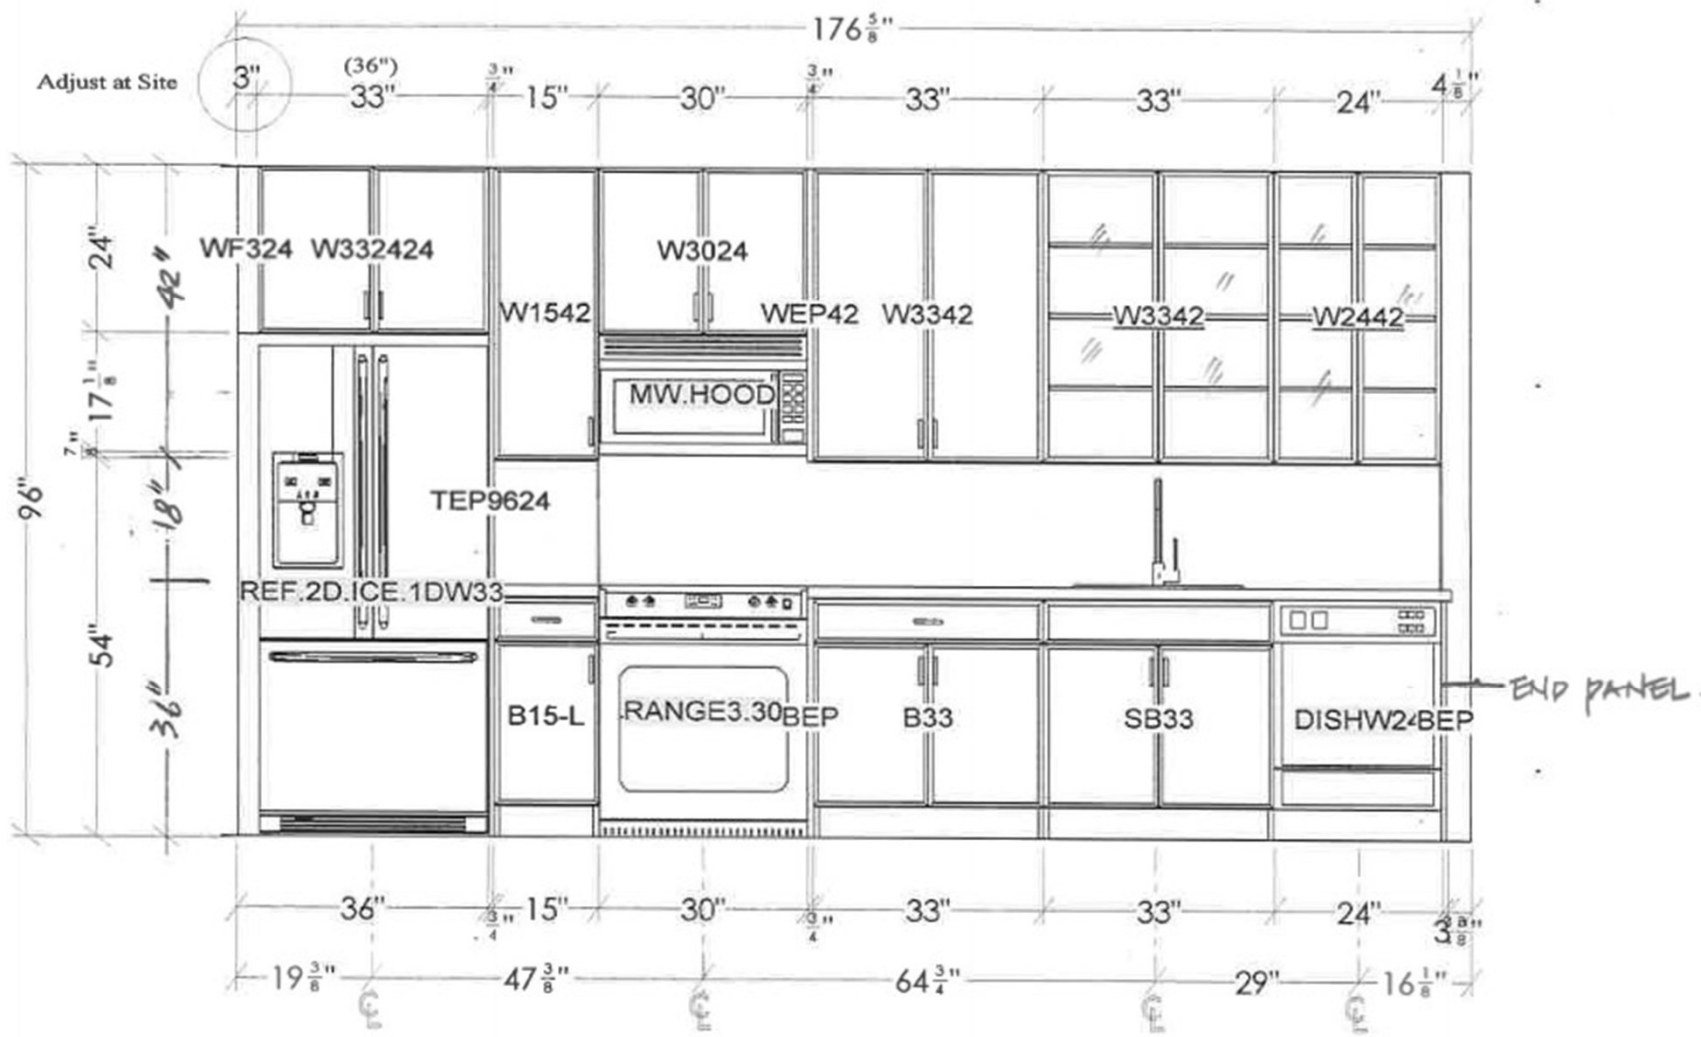 176 5/8"
Adjust at Site
3"
(36")
33"
3/4"
15"
30"
3/4"
33"
33"
24"
4 1/8"
WF324
W332424
W3024
24"
42"
W1542
WEP42
W3342
W3342
W2442
17 1/8"
MW.HOOD
7/8"
96"
18"
TEP9624
REF.2D.ICE.1DW33
54"
36"
B15-L
RANGE3.30
BEP
B33
SB33
DISHW24
BEP
END PANEL.
36"
3/4"
15"
30"
3/4"
33"
33"
24"
19 3/8"
47 3/8"
64 3/4"
29"
16 1/8"